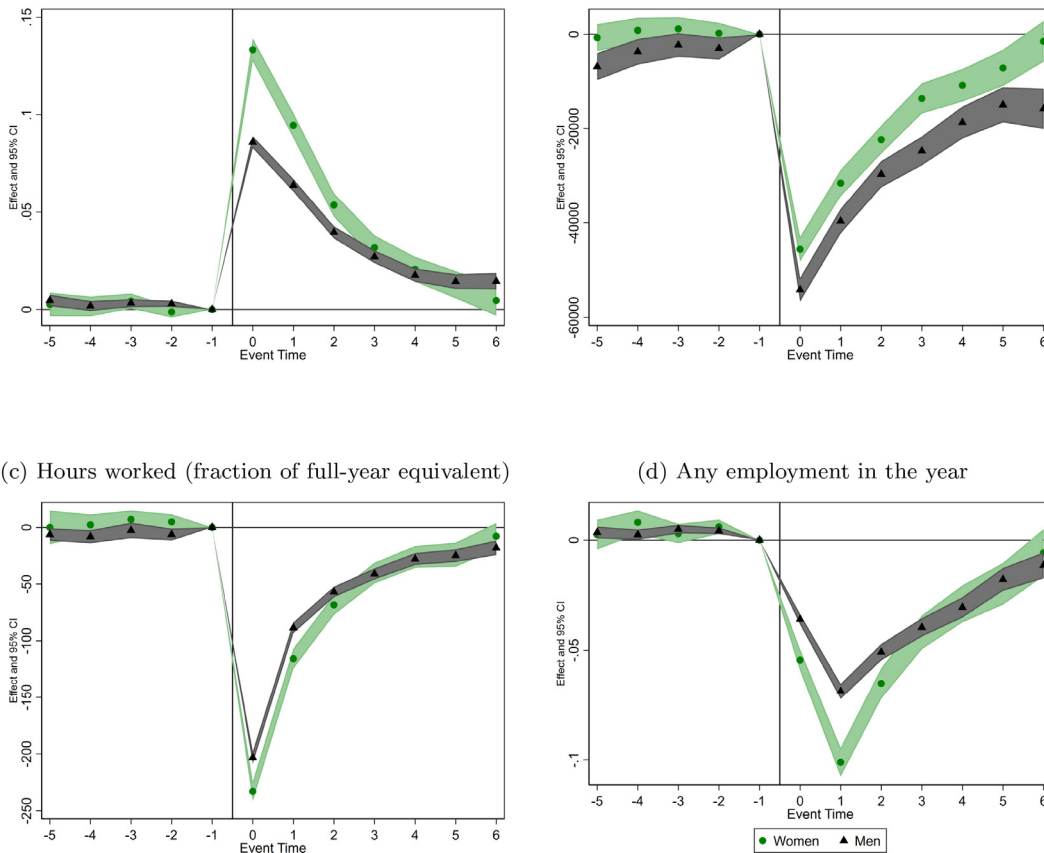 .15
.1
.05
0
Effect and 95% CI
-5 -4 -3 -2 -1 0 1 2 3 4 5 6
Event Time
0
-20000
-40000
-60000
Effect and 95% CI
-5 -4 -3 -2 -1 0 1 2 3 4 5 6
Event Time
(c) Hours worked (fraction of full-year equivalent)
(d) Any employment in the year
0
-50
-100
-150
-200
-250
Effect and 95% CI
-5 -4 -3 -2 -1 0 1 2 3 4 5 6
Event Time
0
-.05
-.1
Effect and 95% CI
-5 -4 -3 -2 -1 0 1 2 3 4 5 6
Event Time
Women Men